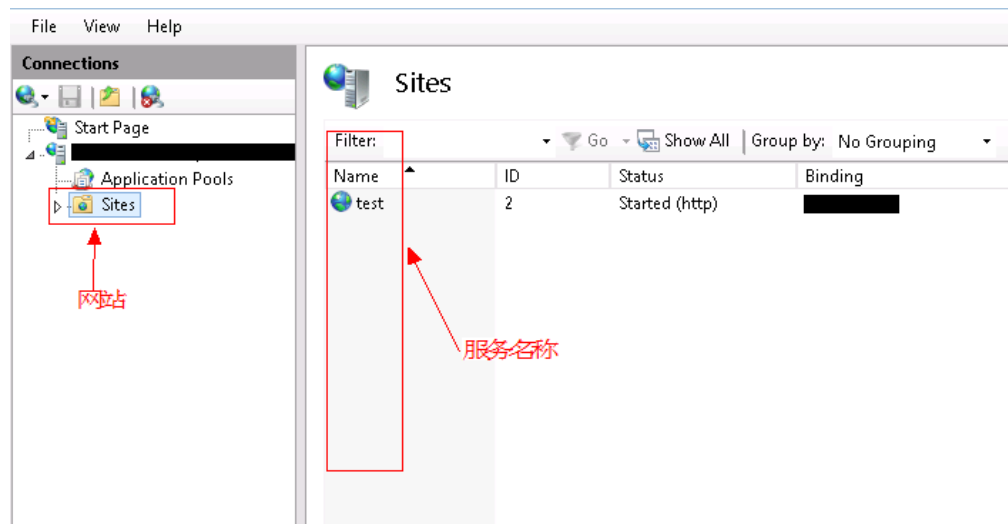 File View Help
Connections
Sites
Start Page
Filter: Go Show All Group by: No Grouping
Application Pools
Name ID Status Binding
Sites
test 2 Started (http)
网站
服务名称